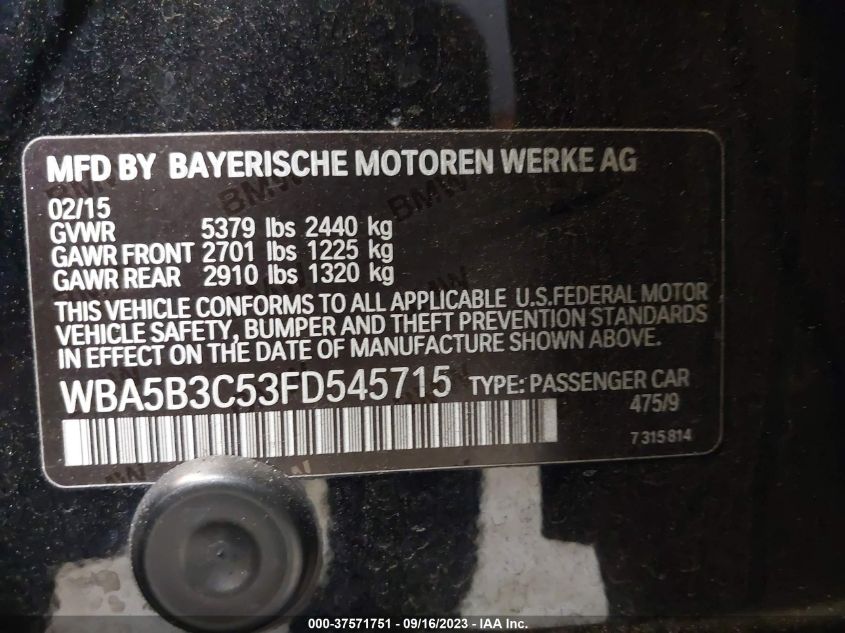 MFD BY BAYERISCHE MOTOREN WERKE AG
02/15
GVWR 5379 lbs 2440 kg
GAWR FRONT 2701 lbs 1225 kg
GAWR REAR 2910 lbs 1320 kg
THIS VEHICLE CONFORMS TO ALL APPLICABLE U.S.FEDERAL MOTOR
VEHICLE SAFETY, BUMPER AND THEFT PREVENTION STANDARDS
IN EFFECT ON THE DATE OF MANUFACTURE SHOWN ABOVE.
WBA5B3C53FD545715 TYPE: PASSENGER CAR
475/9
7 315 814
000-37571751 - 09/16/2023 - IAA Inc.